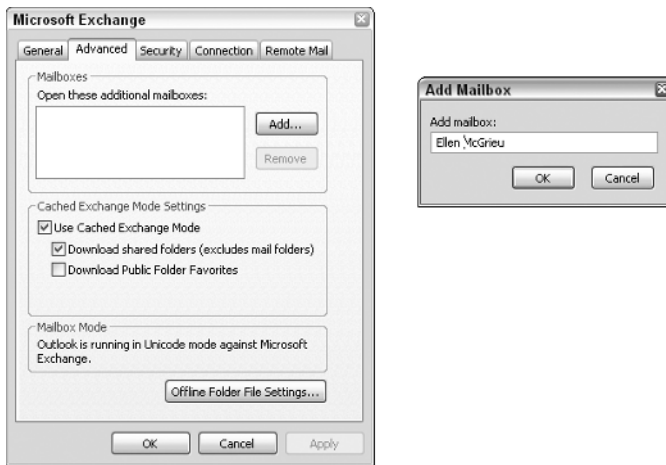 Microsoft Exchange
General Advanced Security Connection Remote Mail
Mailboxes
Open these additional mailboxes:
Add...
Remove
Cached Exchange Mode Settings
Use Cached Exchange Mode
Download shared folders (excludes mail folders)
Download Public Folder Favorites
Mailbox Mode
Outlook is running in Unicode mode against Microsoft
Exchange.
Offline Folder File Settings...
OK Cancel Apply
Add Mailbox
Add mailbox:
Ellen McGrieu
OK Cancel